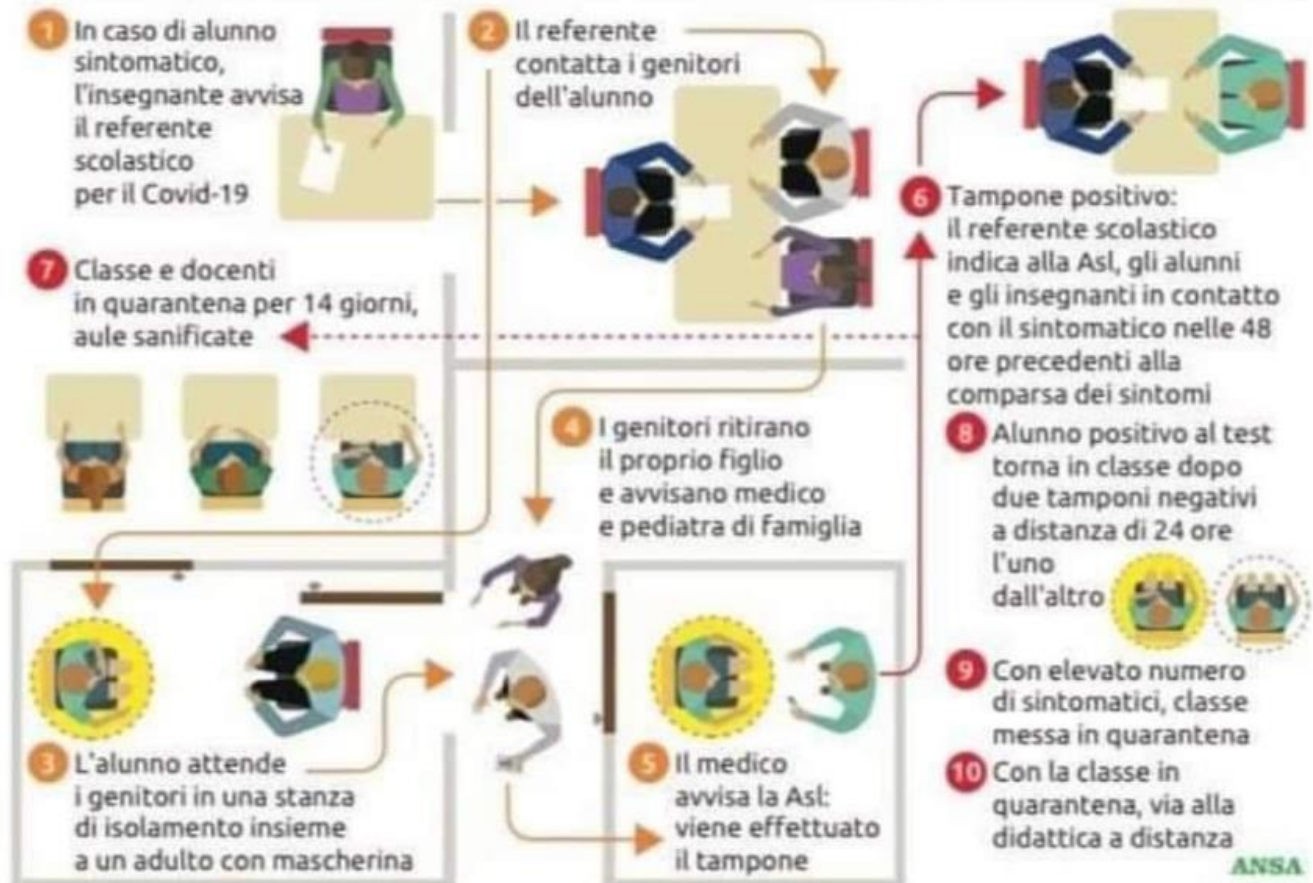 1 In caso di alunno
sintomatico,
l'insegnante avvisa
il referente
scolastico
per il Covid-19
2 Il referente
contatta i genitori
dell'alunno
3 L'alunno attende
i genitori in una stanza
di isolamento insieme
a un adulto con mascherina
4 I genitori ritirano
il proprio figlio
e avvisano medico
e pediatra di famiglia
5 Il medico
avvisa la Asl:
viene effettuato
il tampone
6 Tampone positivo:
il referente scolastico
indica alla Asl, gli alunni
e gli insegnanti in contatto
con il sintomatico nelle 48
ore precedenti alla
comparsa dei sintomi
7 Classe e docenti
in quarantena per 14 giorni,
aule sanificate
8 Alunno positivo al test
torna in classe dopo
due tamponi negativi
a distanza di 24 ore
l'uno
dall'altro
9 Con elevato numero
di sintomatici, classe
messa in quarantena
10 Con la classe in
quarantena, via alla
didattica a distanza
ANSA